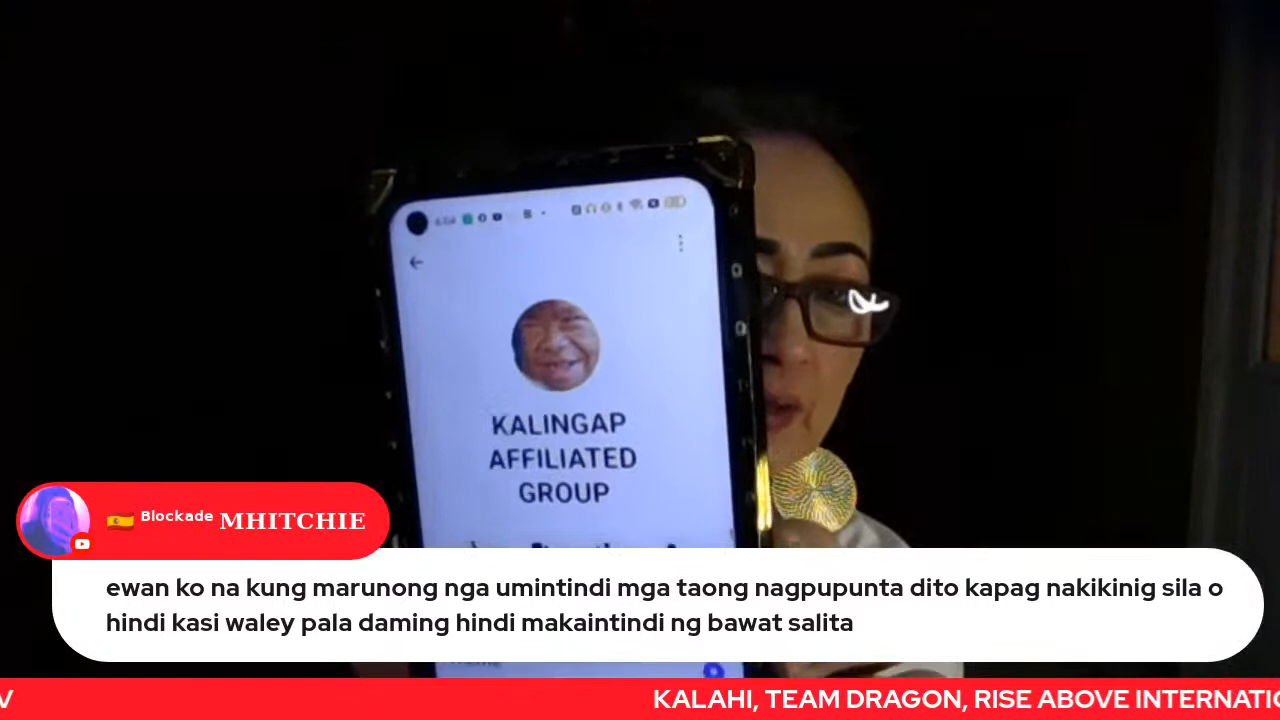 KALINGAP
AFFILIATED
GROUP
🇪🇸 Blockade MHITCHIE
ewan ko na kung marunong nga umintindi mga taong nagpupunta dito kapag nakikinig sila o
hindi kasi waley pala daming hindi makaintindi ng bawat salita
V KALAHI, TEAM DRAGON, RISE ABOVE INTERNATIO